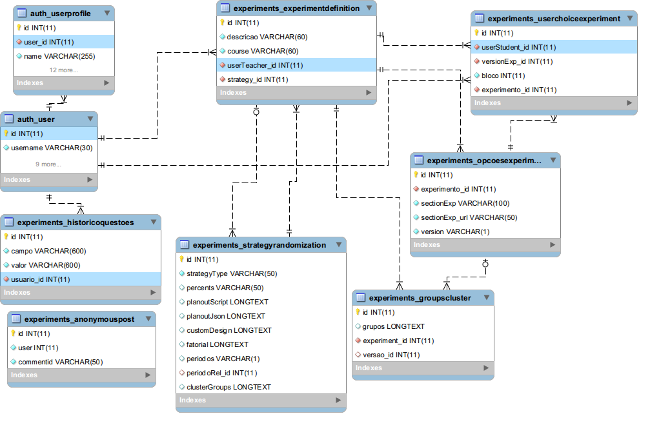 auth_userprofile
id INT(11)
user_id INT(11)
name VARCHAR(255)
12 more...
Indexes
experiments_experimentdefinition
id INT(11)
descricao VARCHAR(60)
course VARCHAR(60)
userTeacher_id INT(11)
strategy_id INT(11)
Indexes
experiments_userchoiceexperiment
id INT(11)
userStudent_id INT(11)
versionExp_id INT(11)
bloco INT(11)
experimento_id INT(11)
Indexes
auth_user
id INT(11)
username VARCHAR(30)
9 more...
Indexes
experiments_opcoesexperim...
id INT(11)
experimento_id INT(11)
sectionExp VARCHAR(100)
sectionExp_url VARCHAR(50)
version VARCHAR(1)
Indexes
experiments_historicoquestoes
id INT(11)
campo VARCHAR(600)
valor VARCHAR(600)
usuario_id INT(11)
Indexes
experiments_strategyrandomization
id INT(11)
strategyType VARCHAR(50)
percents VARCHAR(50)
planoutScript LONGTEXT
planoutJson LONGTEXT
customDesign LONGTEXT
fatorial LONGTEXT
periodos VARCHAR(1)
periodoRel_id INT(11)
clusterGroups LONGTEXT
Indexes
experiments_groupscluster
id INT(11)
grupos LONGTEXT
experiment_id INT(11)
versao_id INT(11)
Indexes
experiments_anonymouspost
id INT(11)
user INT(11)
commentid VARCHAR(50)
Indexes